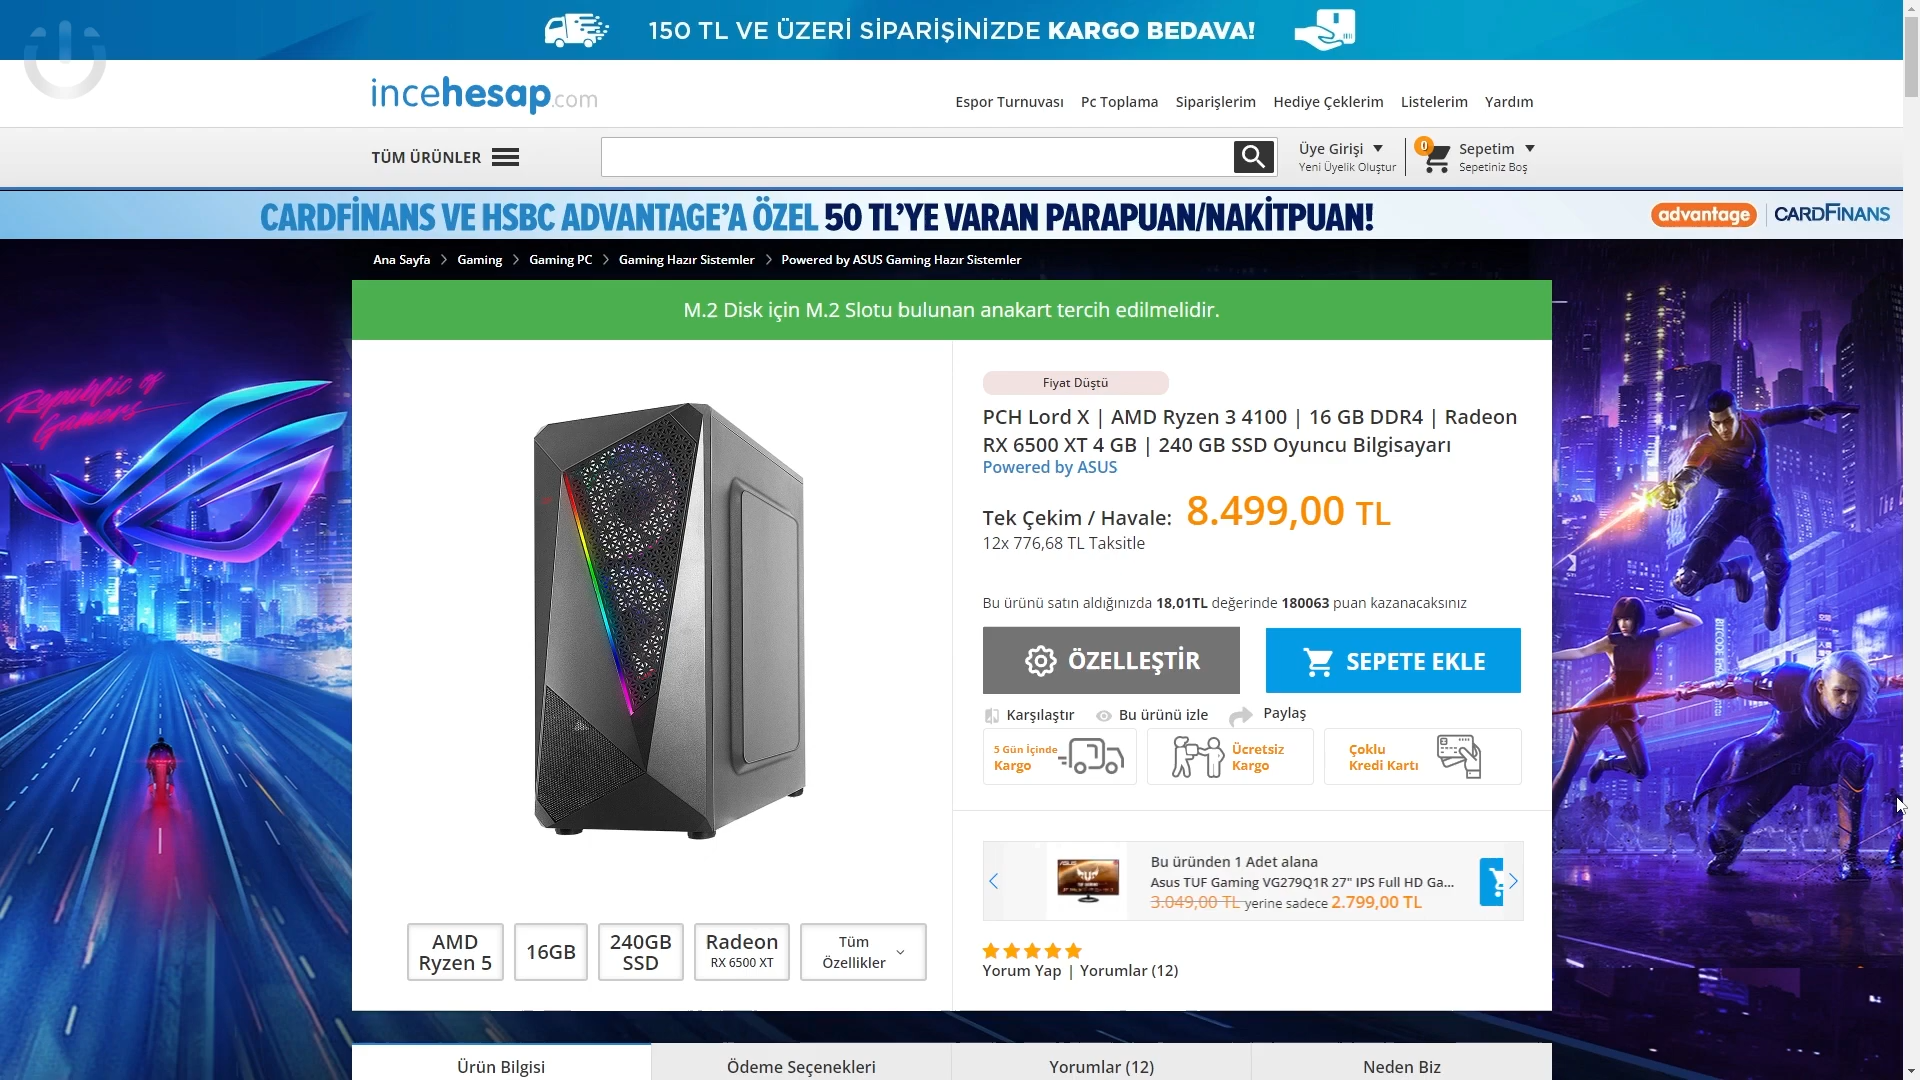 150 TL VE ÜZERİ SİPARİŞİNİZDE KARGO BEDAVA!
incehesap.com
Espor Turnuvası Pc Toplama Siparişlerim Hediye Çeklerim Listelerim Yardım
TÜM ÜRÜNLER
Üye Girişi
Yeni Üyelik Oluştur
0
Sepetim
Sepetiniz Boş
CARDFİNANS VE HSBC ADVANTAGE'A ÖZEL 50 TL'YE VARAN PARAPUAN/NAKİTPUAN!
advantage
CARDFİNANS
Ana Sayfa > Gaming > Gaming PC > Gaming Hazır Sistemler > Powered by ASUS Gaming Hazır Sistemler
M.2 Disk için M.2 Slotu bulunan anakart tercih edilmelidir.
Republic of
Gamers
Fiyat Düştü
PCH Lord X | AMD Ryzen 3 4100 | 16 GB DDR4 | Radeon
RX 6500 XT 4 GB | 240 GB SSD Oyuncu Bilgisayarı
Powered by ASUS
Tek Çekim / Havale: 8.499,00 TL
12x 776,68 TL Taksitle
Bu ürünü satın aldığınızda 18,01TL değerinde 180063 puan kazanacaksınız
ÖZELLEŞTİR
SEPETE EKLE
Karşılaştır
Bu ürünü izle
Paylaş
5 Gün İçinde
Kargo
Ücretsiz
Kargo
Çoklu
Kredi Kartı
Bu üründen 1 Adet alana
Asus TUF Gaming VG279Q1R 27" IPS Full HD Ga...
3.049,00 TL yerine sadece 2.799,00 TL
AMD
Ryzen 5
16GB
240GB
SSD
Radeon
RX 6500 XT
Tüm
Özellikler
Yorum Yap | Yorumlar (12)
Ürün Bilgisi
Ödeme Seçenekleri
Yorumlar (12)
Neden Biz